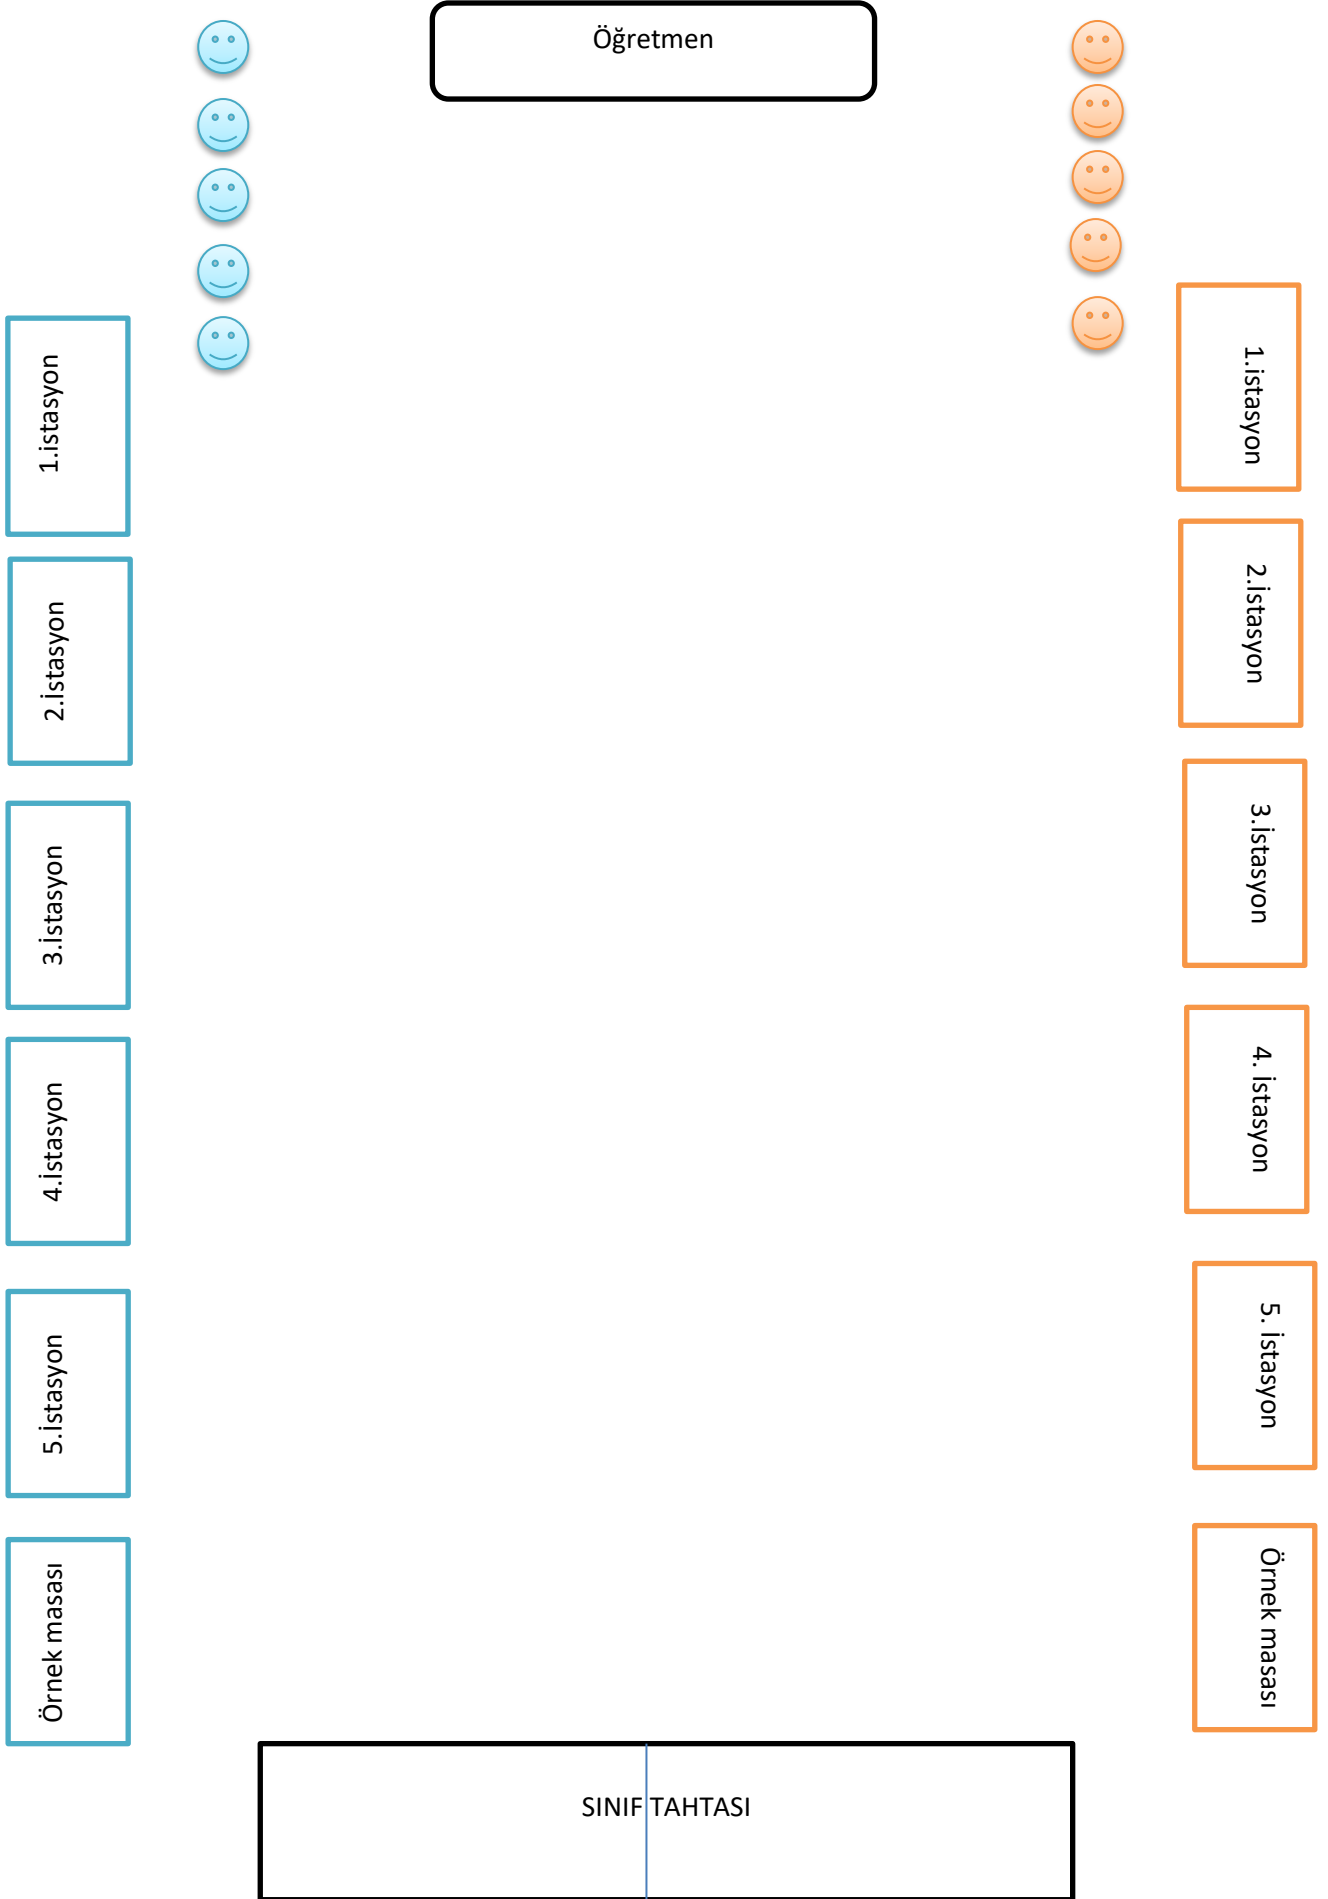 Öğretmen
1.istasyon
1.istasyon
2.İstasyon
2.İstasyon
3.İstasyon
3.İstasyon
4.İstasyon
4. İstasyon
5.İstasyon
5. İstasyon
Örnek masası
Örnek masası
SINIF TAHTASI